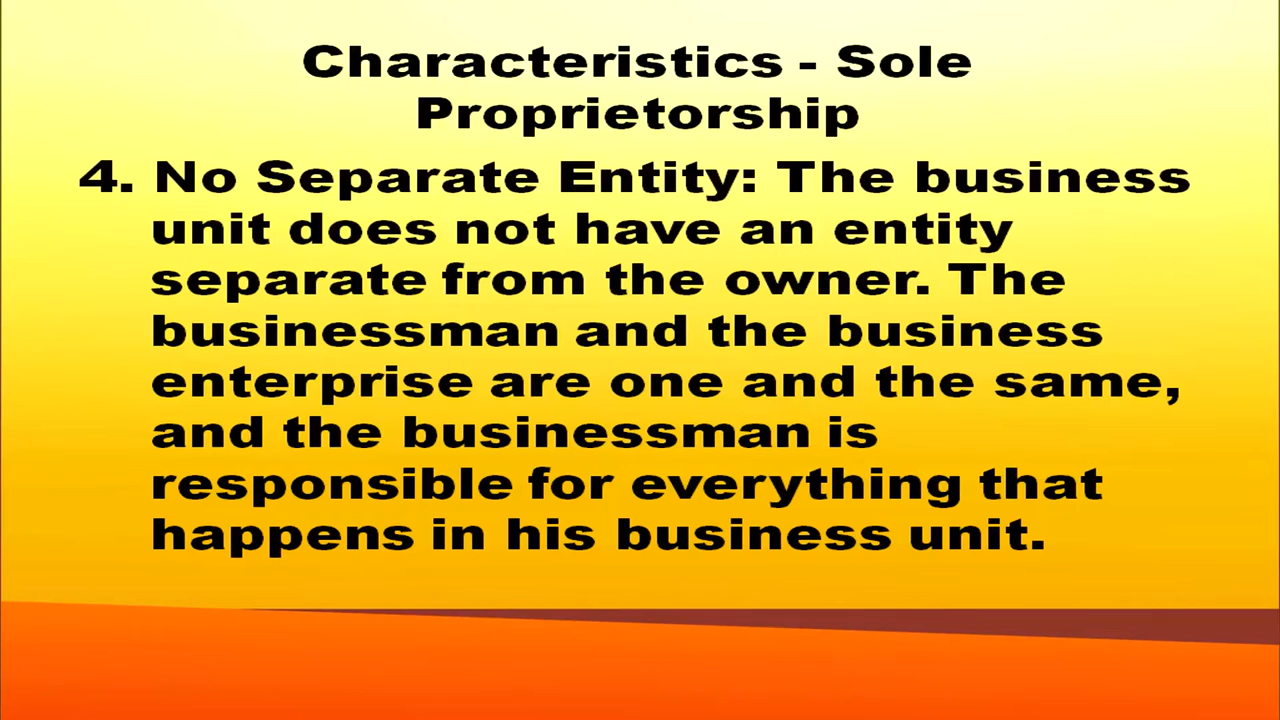 Characteristics - Sole
Proprietorship
4. No Separate Entity: The business
unit does not have an entity
separate from the owner. The
businessman and the business
enterprise are one and the same,
and the businessman is
responsible for everything that
happens in his business unit.